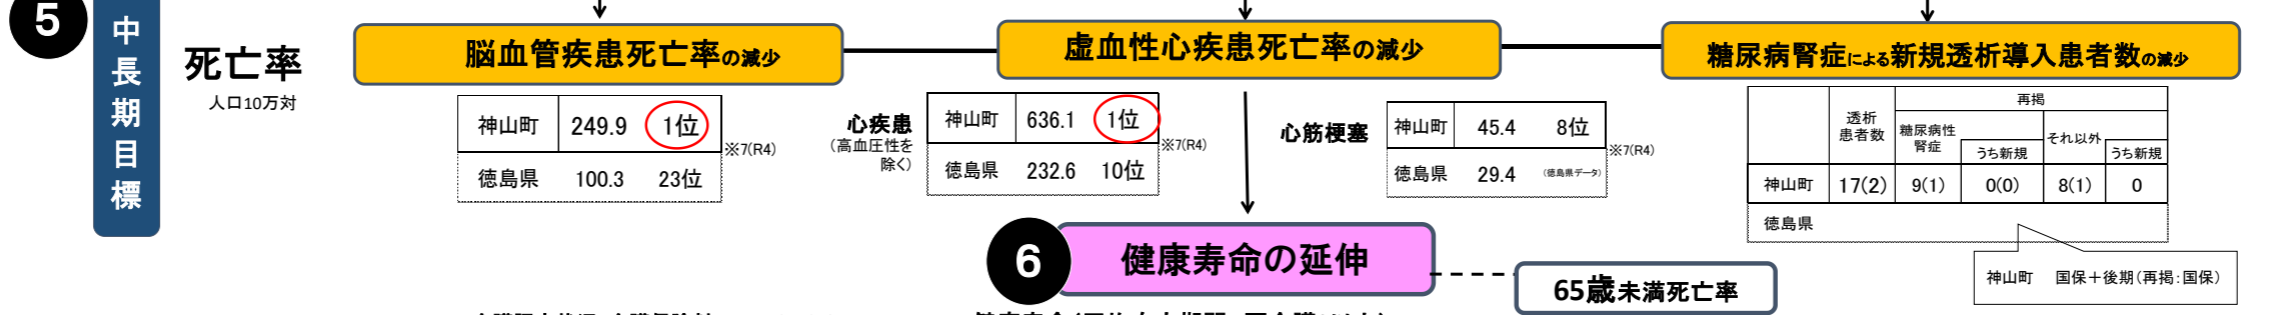 5
中長期目標
死亡率
人口10万対
脳血管疾患死亡率の減少
神山町 249.9 1位
徳島県 100.3 23位
※7(R4)
虚血性心疾患死亡率の減少
心疾患
(高血圧性を
除く)
神山町 636.1 1位
徳島県 232.6 10位
※7(R4)
心筋梗塞
神山町 45.4 8位
徳島県 29.4 (徳島県データ)
※7(R4)
糖尿病腎症による新規透析導入患者数の減少
透析
患者数
再掲
糖尿病性
腎症
うち新規
それ以外
うち新規
神山町 17(2) 9(1) 0(0) 8(1) 0
徳島県
神山町 国保+後期(再掲:国保)
6
健康寿命の延伸
65歳未満死亡率